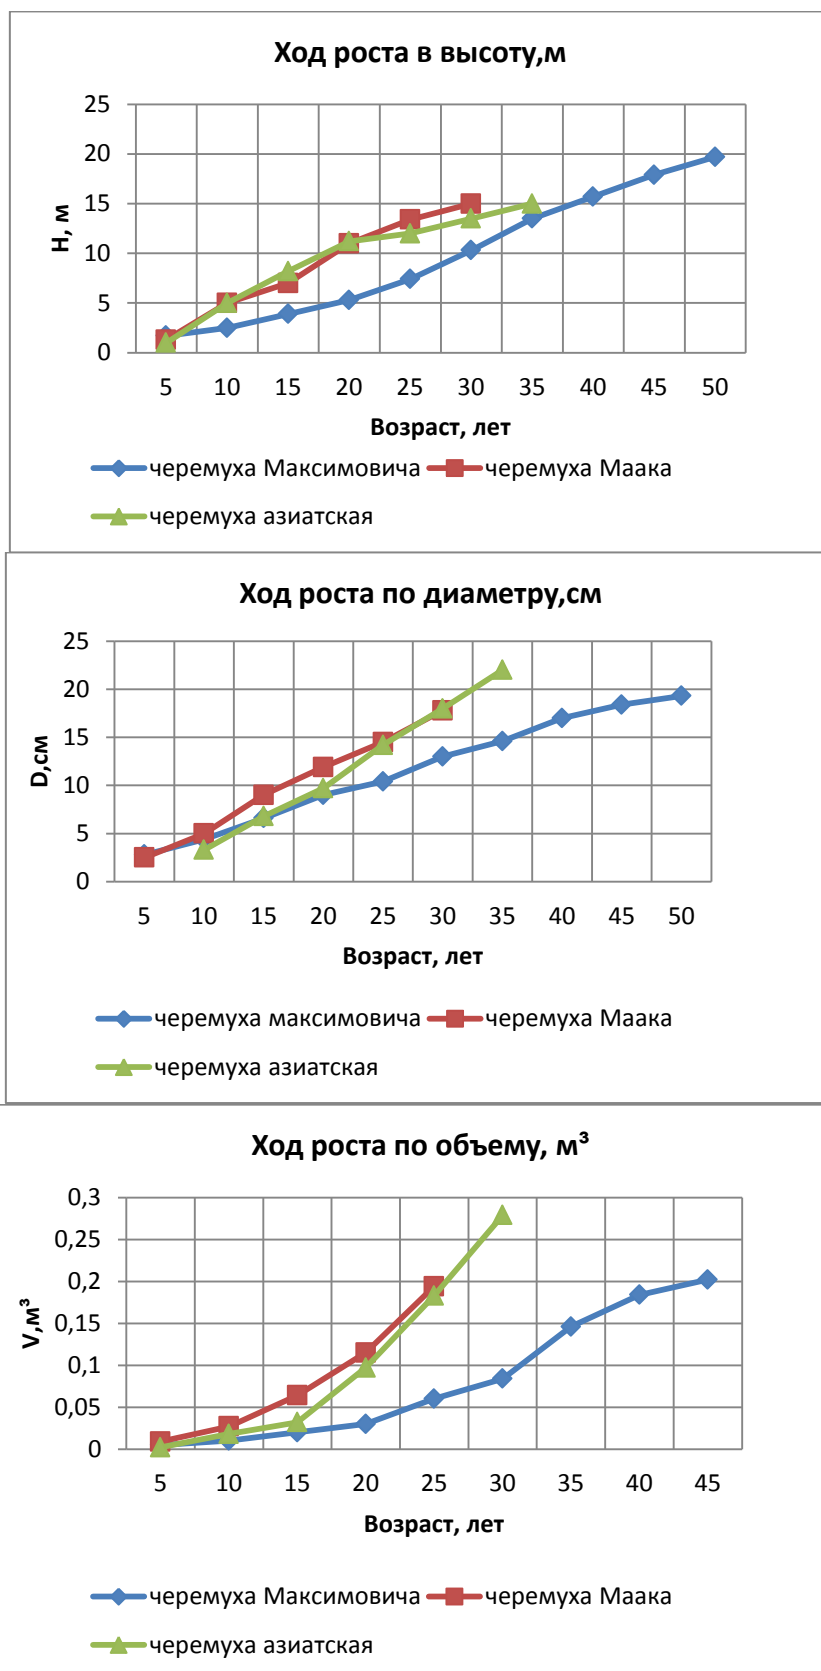 Ход роста в высоту,м
25
20
15
10
5
0
Н, м
5 10 15 20 25 30 35 40 45 50
Возраст, лет
черемуха Максимовича черемуха Маака
черемуха азиатская
Ход роста по диаметру,см
25
20
15
10
5
0
D,см
5 10 15 20 25 30 35 40 45 50
Возраст, лет
черемуха максимовича черемуха Маака
черемуха азиатская
Ход роста по объему, м³
0,3
0,25
0,2
0,15
0,1
0,05
0
V,м³
5 10 15 20 25 30 35 40 45
Возраст, лет
черемуха Максимовича черемуха Маака
черемуха азиатская